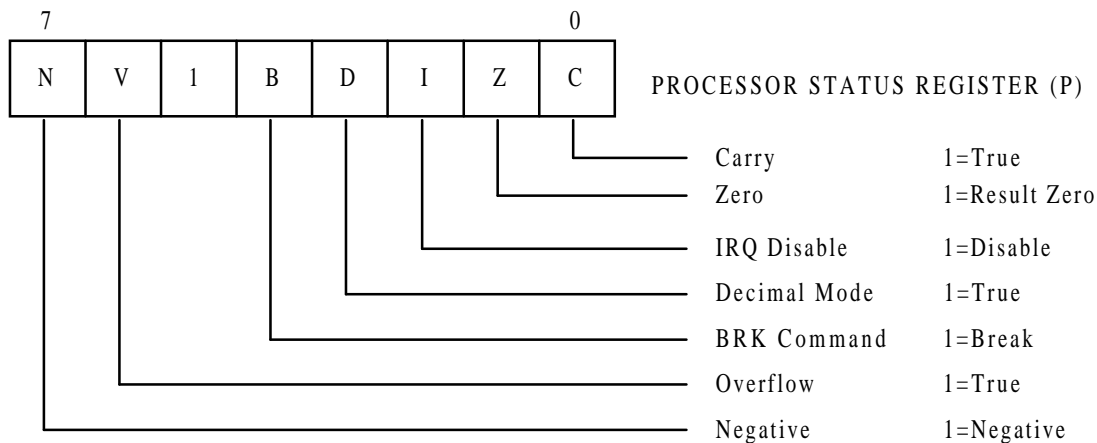 7 0
N V 1 B D I Z C
PROCESSOR STATUS REGISTER (P)
Carry 1=True
Zero 1=Result Zero
IRQ Disable 1=Disable
Decimal Mode 1=True
BRK Command 1=Break
Overflow 1=True
Negative 1=Negative